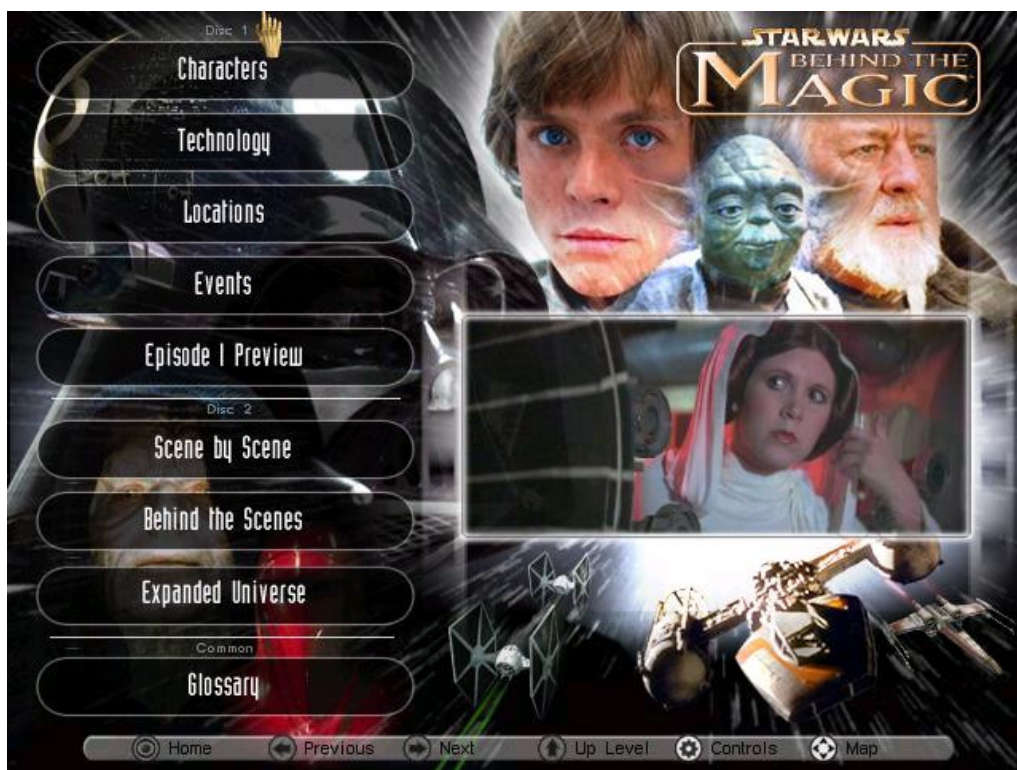 Disc 1
Characters
Technology
Locations
Events
Episode I Preview
Disc 2
Scene by Scene
Behind the Scenes
Expanded Universe
Common
Glossary
STAR WARS
BEHIND THE
MAGIC
Home Previous Next Up Level Controls Map